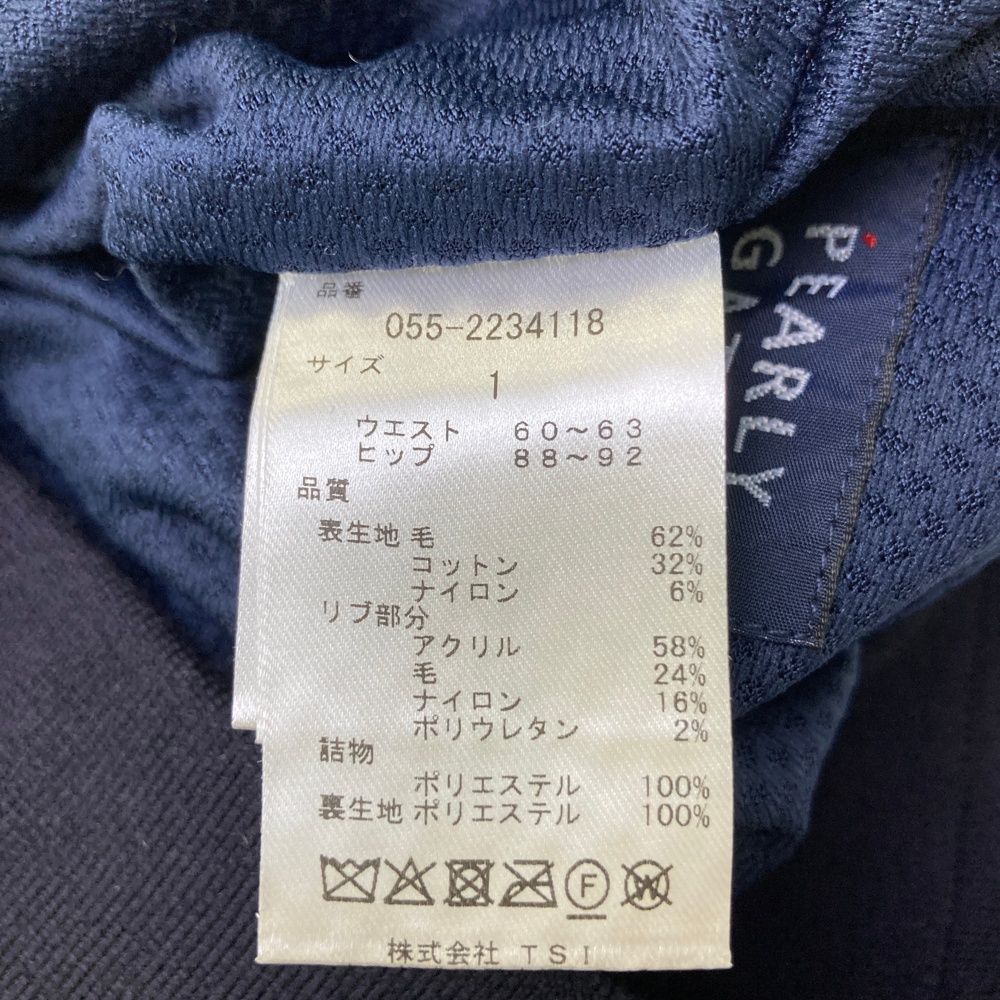 品番
055-2234118
サイズ
1
ウエスト 60～63
ヒップ 88～92
品質
表生地 毛 62%
コットン 32%
ナイロン 6%
リブ部分
アクリル 58%
毛 24%
ナイロン 16%
ポリウレタン 2%
詰物
ポリエステル 100%
裏生地 ポリエステル 100%
F W
株式会社 TSI
PEARLY
GATE